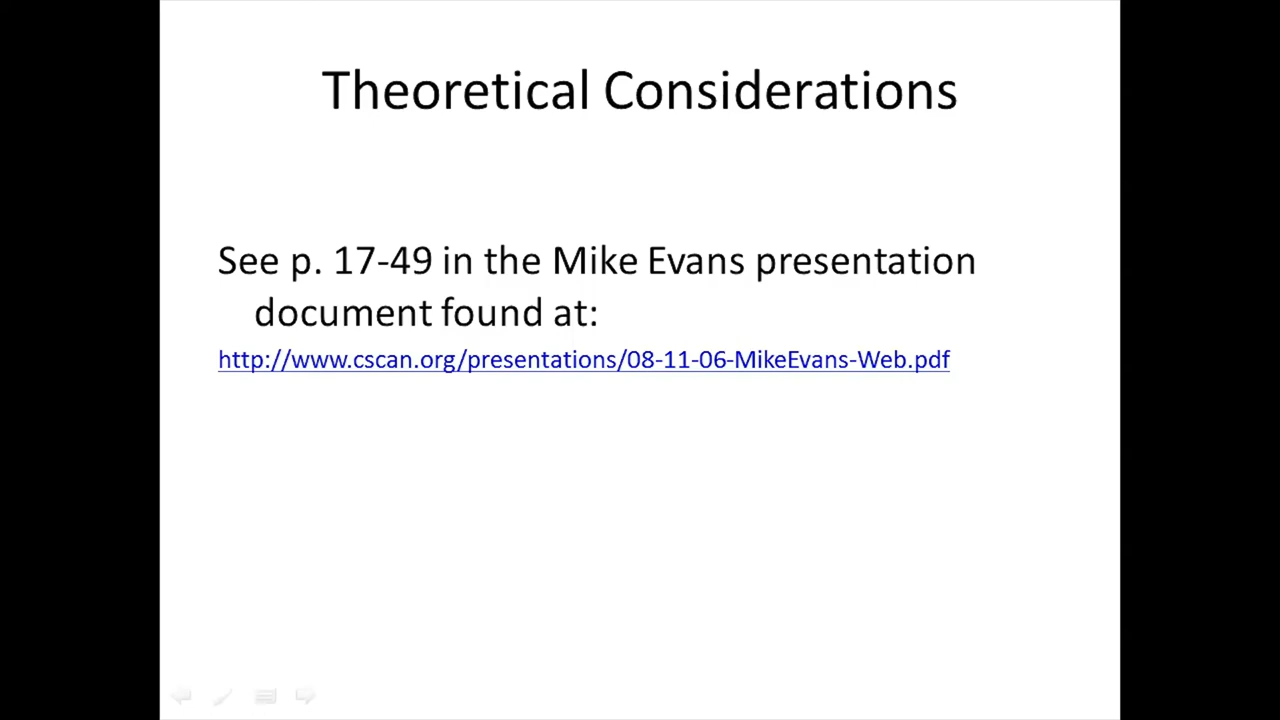 Theoretical Considerations
See p. 17-49 in the Mike Evans presentation
document found at:
http://www.cscan.org/presentations/08-11-06-MikeEvans-Web.pdf